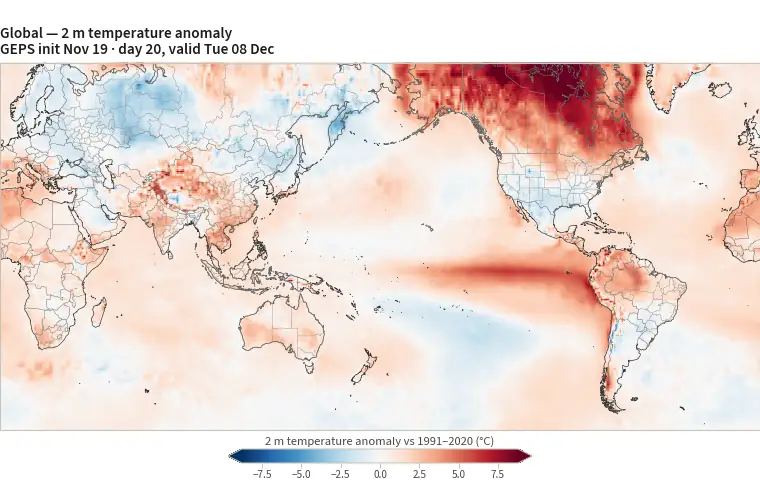 Global — 2 m temperature anomaly
GEPS init Nov 19 · day 20, valid Tue 08 Dec
2 m temperature anomaly vs 1991–2020 (°C)
−7.5 −5.0 −2.5 0.0 2.5 5.0 7.5